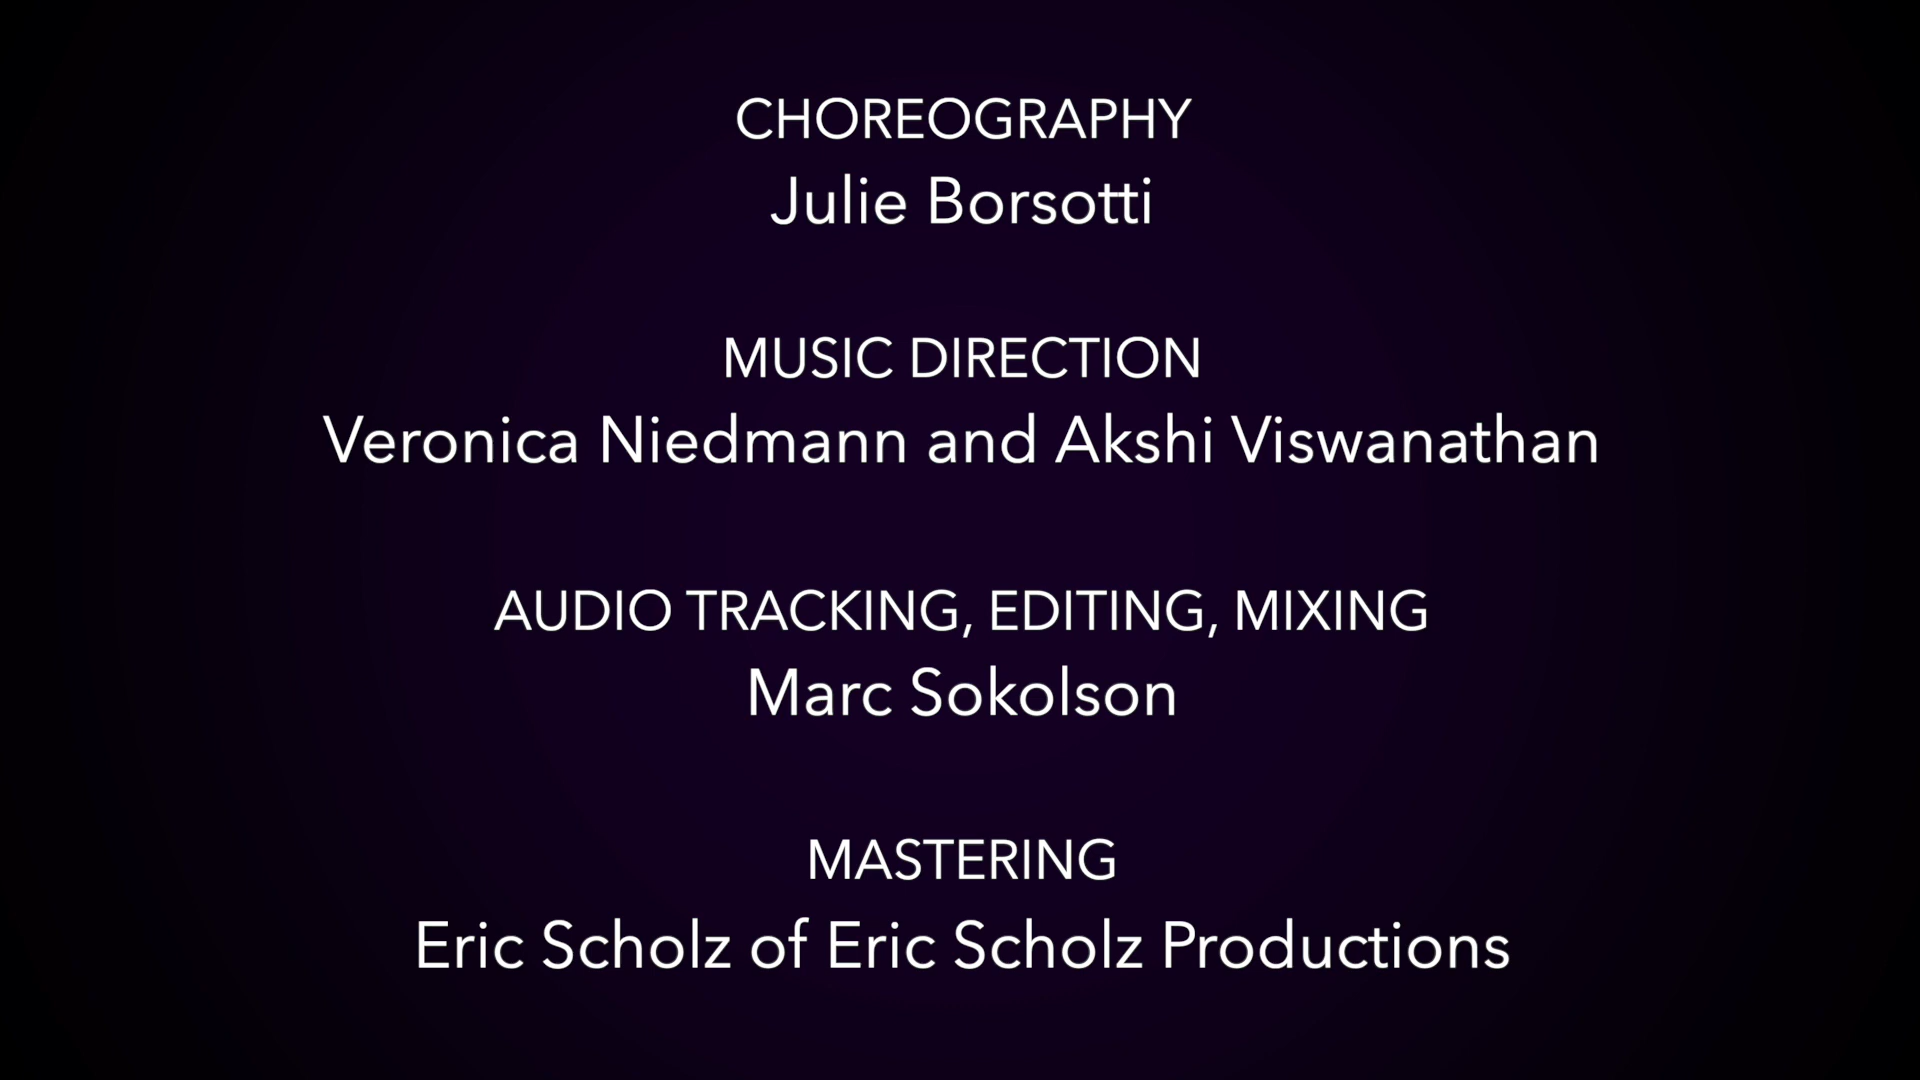 CHOREOGRAPHY
Julie Borsotti
MUSIC DIRECTION
Veronica Niedmann and Akshi Viswanathan
AUDIO TRACKING, EDITING, MIXING
Marc Sokolson
MASTERING
Eric Scholz of Eric Scholz Productions